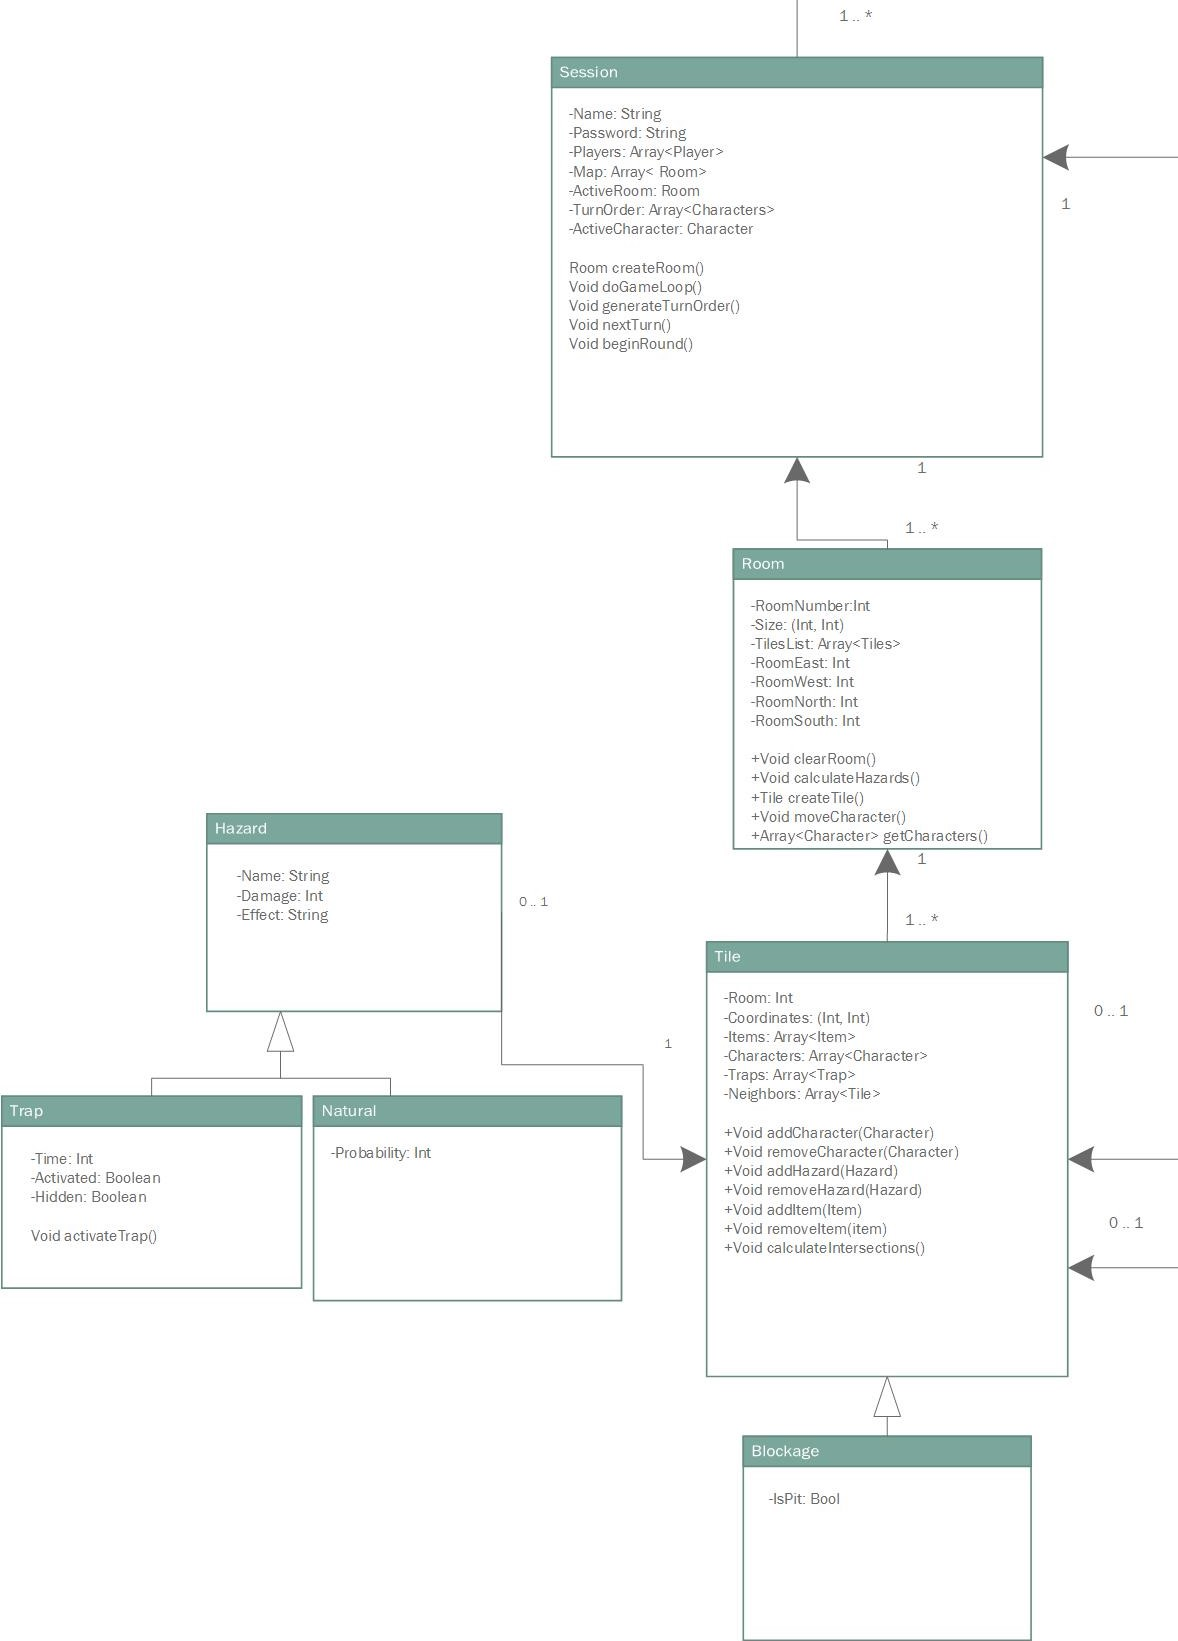 1 .. *
Session
-Name: String
-Password: String
-Players: Array<Player>
-Map: Array< Room>
-ActiveRoom: Room
-TurnOrder: Array<Characters>
-ActiveCharacter: Character
Room createRoom()
Void doGameLoop()
Void generateTurnOrder()
Void nextTurn()
Void beginRound()
1
1
1 .. *
Room
-RoomNumber:Int
-Size: (Int, Int)
-TilesList: Array<Tiles>
-RoomEast: Int
-RoomWest: Int
-RoomNorth: Int
-RoomSouth: Int
+Void clearRoom()
+Void calculateHazards()
+Tile createTile()
+Void moveCharacter()
+Array<Character> getCharacters()
1
1 .. *
Hazard
-Name: String
-Damage: Int
-Effect: String
0 .. 1
1
Trap
-Time: Int
-Activated: Boolean
-Hidden: Boolean
Void activateTrap()
Natural
-Probability: Int
Tile
-Room: Int
-Coordinates: (Int, Int)
-Items: Array<Item>
-Characters: Array<Character>
-Traps: Array<Trap>
-Neighbors: Array<Tile>
+Void addCharacter(Character)
+Void removeCharacter(Character)
+Void addHazard(Hazard)
+Void removeHazard(Hazard)
+Void addItem(Item)
+Void removeItem(item)
+Void calculateIntersections()
0 .. 1
0 .. 1
Blockage
-IsPit: Bool